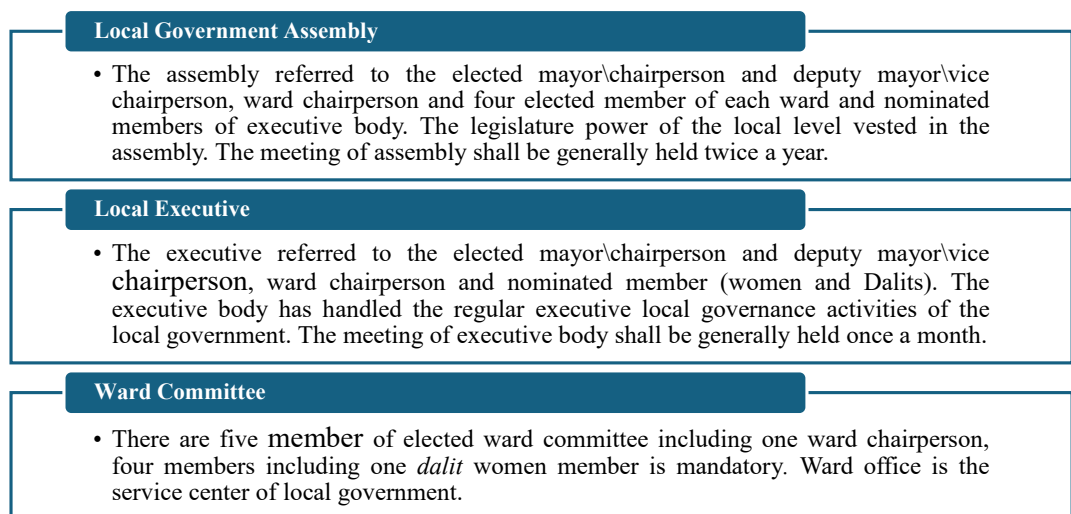 Local Government Assembly
• The assembly referred to the elected mayor\chairperson and deputy mayor\vice
chairperson, ward chairperson and four elected member of each ward and nominated
members of executive body. The legislature power of the local level vested in the
assembly. The meeting of assembly shall be generally held twice a year.
Local Executive
• The executive referred to the elected mayor\chairperson and deputy mayor\vice
chairperson, ward chairperson and nominated member (women and Dalits). The
executive body has handled the regular executive local governance activities of the
local government. The meeting of executive body shall be generally held once a month.
Ward Committee
• There are five member of elected ward committee including one ward chairperson,
four members including one dalit women member is mandatory. Ward office is the
service center of local government.